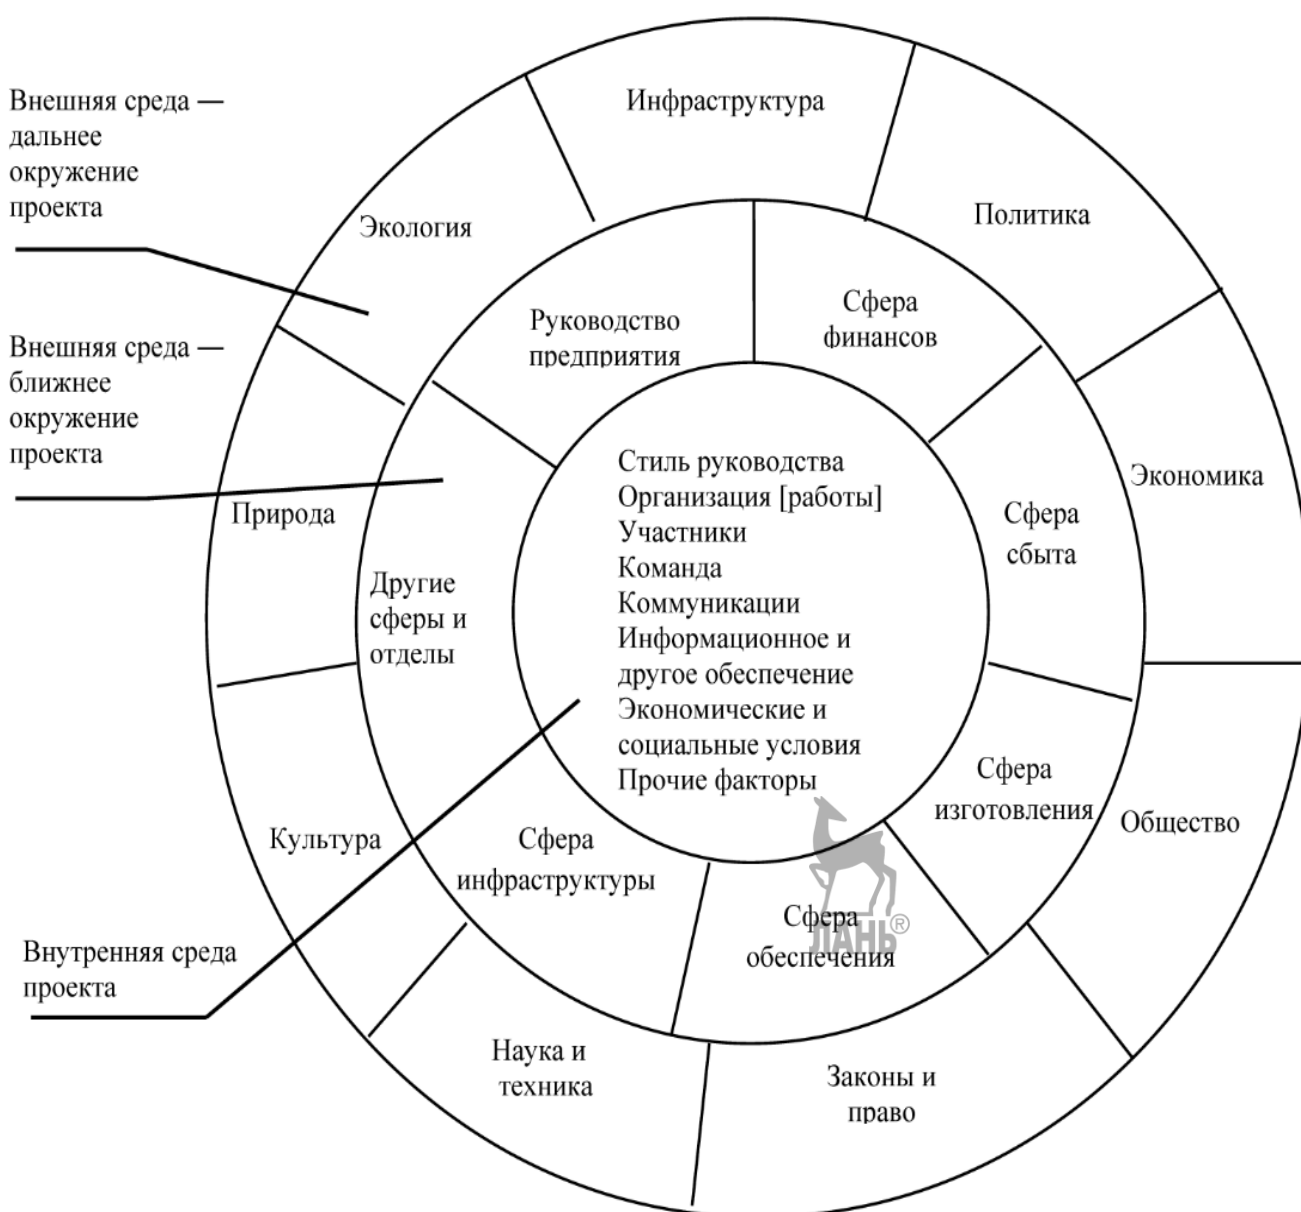 Внешняя среда —
дальнее
окружение
проекта
Внешняя среда —
ближнее
окружение
проекта
Внутренняя среда
проекта
Инфраструктура
Политика
Экономика
Общество
Законы и
право
Наука и
техника
Культура
Природа
Экология
Руководство
предприятия
Сфера
финансов
Сфера
сбыта
Сфера
изготовления
Сфера
обеспечения
Сфера
инфраструктуры
Другие
сферы и
отделы
Стиль руководства
Организация [работы]
Участники
Команда
Коммуникации
Информационное и
другое обеспечение
Экономические и
социальные условия
Прочие факторы
ЛАНЬ®